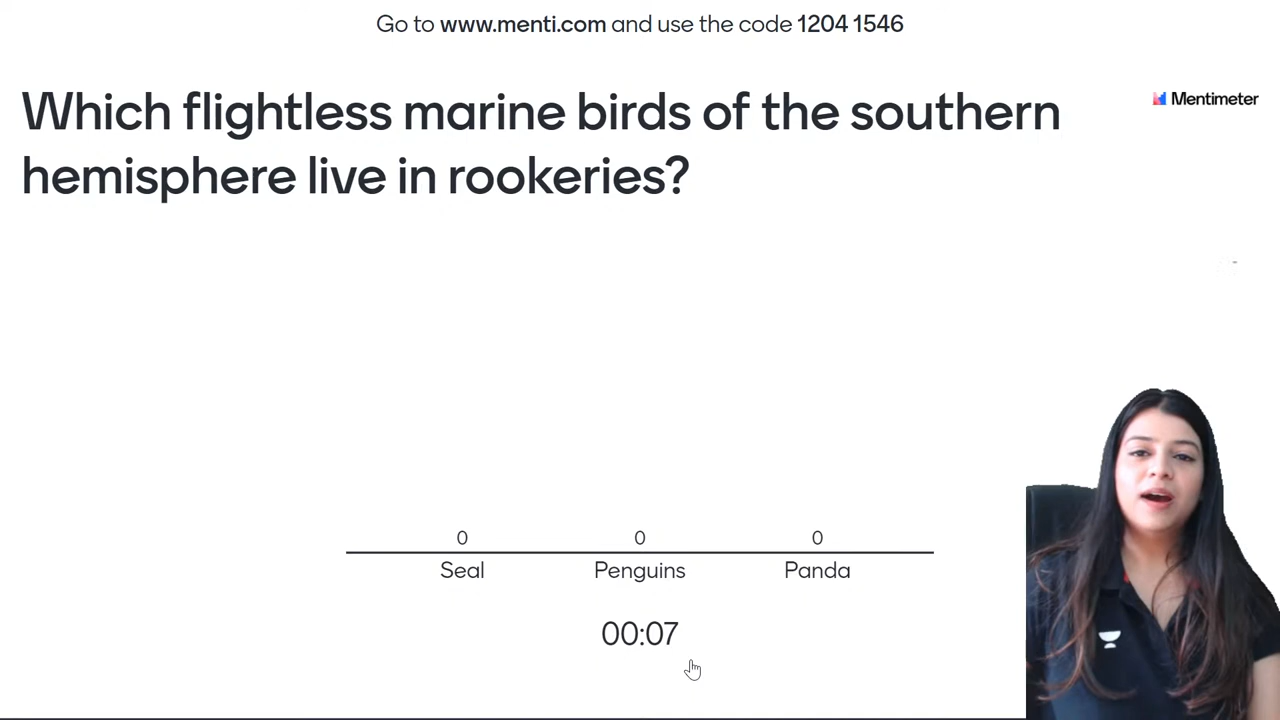 Go to www.menti.com and use the code 1204 1546
Which flightless marine birds of the southern
hemisphere live in rookeries?
Mentimeter
0 0 0
Seal Penguins Panda
00:07